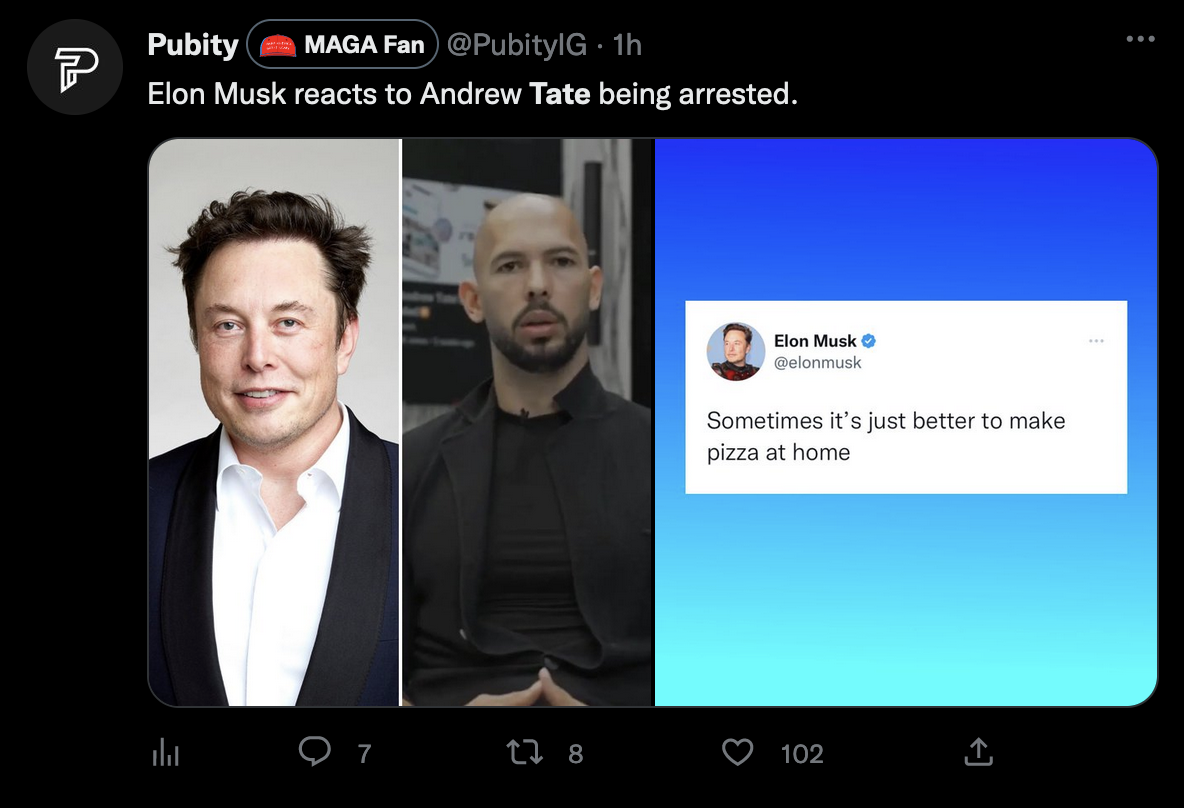 Pubity MAGA Fan @PubityIG · 1h
Elon Musk reacts to Andrew Tate being arrested.
Elon Musk
@elonmusk
Sometimes it’s just better to make
pizza at home
7 8 102